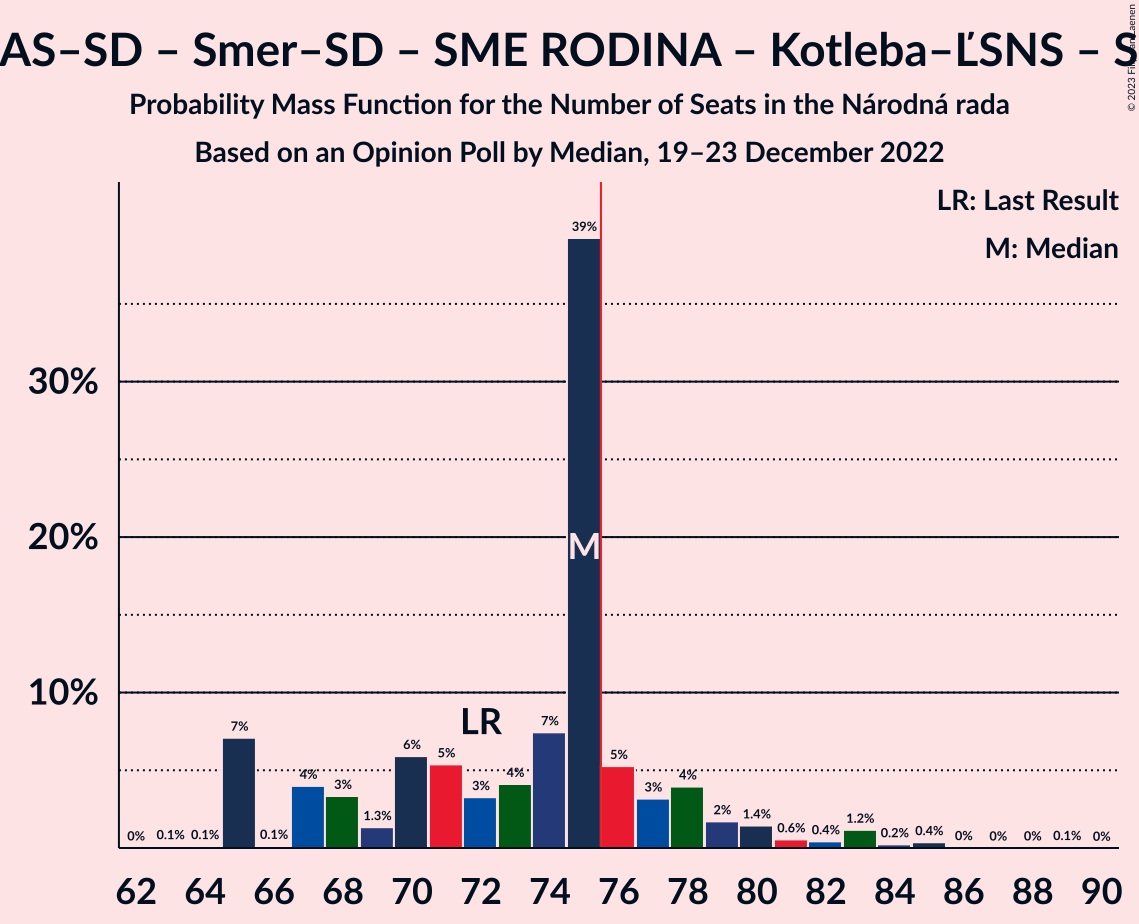 AS–SD – Smer–SD – SME RODINA – Kotleba–ĽSNS – S
Probability Mass Function for the Number of Seats in the Národná rada
Based on an Opinion Poll by Median, 19–23 December 2022
© 2023 Laenen
LR: Last Result
M: Median
39%
30%
20%
M
10%
LR
0% 0.1% 0.1% 7% 0.1% 4% 3% 1.3% 6% 5% 3% 4% 7% 5% 3% 4% 2% 1.4% 0.6% 0.4% 1.2% 0.2% 0.4% 0% 0% 0% 0.1% 0%
62 64 66 68 70 72 74 76 78 80 82 84 86 88 90